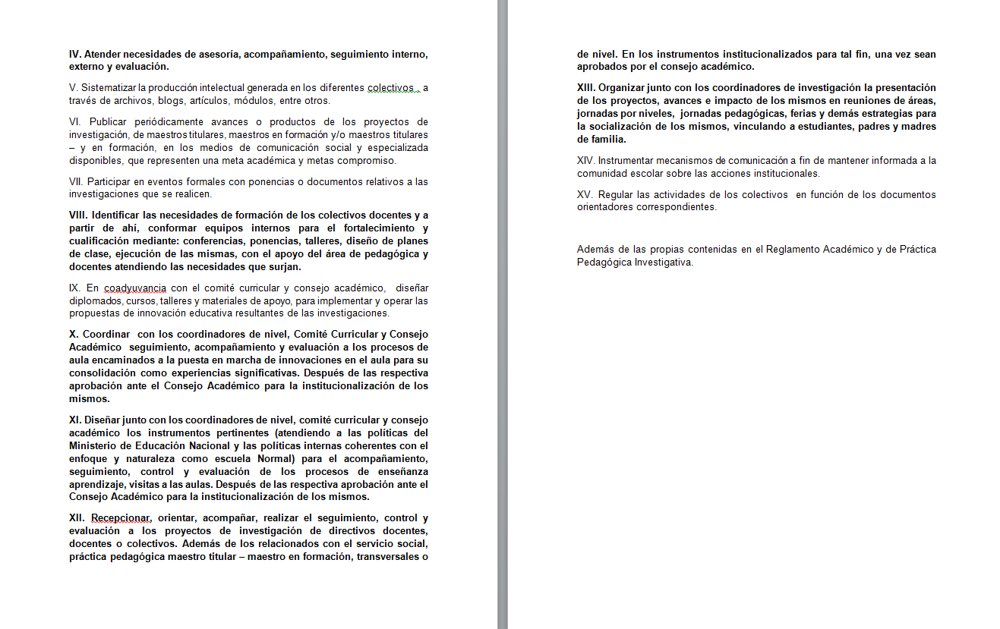 IV. Atender necesidades de asesoría, acompañamiento, seguimiento interno,
externo y evaluación.
V. Sistematizar la producción intelectual generada en los diferentes colectivos , a
través de archivos, blogs, artículos, módulos, entre otros.
VI. Publicar periódicamente avances o productos de los proyectos de
investigación, de maestros titulares, maestros en formación y/o maestros titulares
– y en formación, en los medios de comunicación social y especializada
disponibles, que representen una meta académica y metas compromiso.
VII. Participar en eventos formales con ponencias o documentos relativos a las
investigaciones que se realicen.
VIII. Identificar las necesidades de formación de los colectivos docentes y a
partir de ahí, conformar equipos internos para el fortalecimiento y
cualificación mediante: conferencias, ponencias, talleres, diseño de planes
de clase, ejecución de las mismas, con el apoyo del área de pedagógica y
docentes atendiendo las necesidades que surjan.
IX. En coadyuvancia con el comité curricular y consejo académico, diseñar
diplomados, cursos, talleres y materiales de apoyo, para implementar y operar las
propuestas de innovación educativa resultantes de las investigaciones.
X. Coordinar con los coordinadores de nivel, Comité Curricular y Consejo
Académico seguimiento, acompañamiento y evaluación a los procesos de
aula encaminados a la puesta en marcha de innovaciones en el aula para su
consolidación como experiencias significativas. Después de las respectiva
aprobación ante el Consejo Académico para la institucionalización de los
mismos.
XI. Diseñar junto con los coordinadores de nivel, comité curricular y consejo
académico los instrumentos pertinentes (atendiendo a las políticas del
Ministerio de Educación Nacional y las políticas internas coherentes con el
enfoque y naturaleza como escuela Normal) para el acompañamiento,
seguimiento, control y evaluación de los procesos de enseñanza
aprendizaje, visitas a las aulas. Después de las respectiva aprobación ante el
Consejo Académico para la institucionalización de los mismos.
XII. Recepcionar, orientar, acompañar, realizar el seguimiento, control y
evaluación a los proyectos de investigación de directivos docentes,
docentes o colectivos. Además de los relacionados con el servicio social,
práctica pedagógica maestro titular – maestro en formación, transversales o
de nivel. En los instrumentos institucionalizados para tal fin, una vez sean
aprobados por el consejo académico.
XIII. Organizar junto con los coordinadores de investigación la presentación
de los proyectos, avances e impacto de los mismos en reuniones de áreas,
jornadas por niveles, jornadas pedagógicas, ferias y demás estrategias para
la socialización de los mismos, vinculando a estudiantes, padres y madres
de familia.
XIV. Instrumentar mecanismos de comunicación a fin de mantener informada a la
comunidad escolar sobre las acciones institucionales.
XV. Regular las actividades de los colectivos en función de los documentos
orientadores correspondientes.
Además de las propias contenidas en el Reglamento Académico y de Práctica
Pedagógica Investigativa.